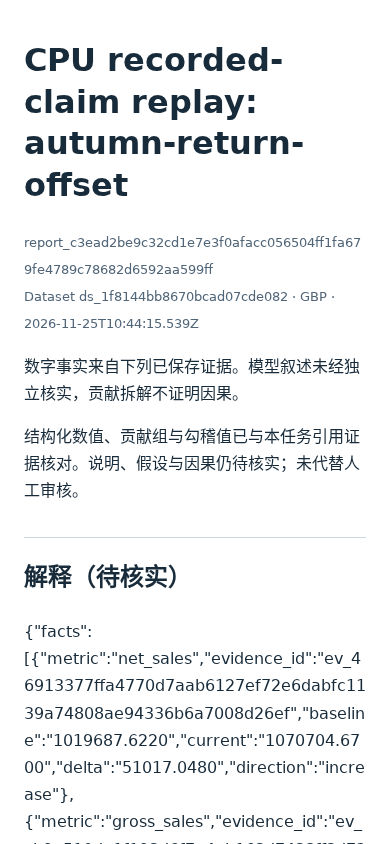 CPU recorded-
claim replay:
autumn-return-
offset
report_c3ead2be9c32cd1e7e3f0afacc056504ff1fa67
9fe4789c78682d6592aa599ff
Dataset ds_1f8144bb8670bcad07cde082 · GBP ·
2026-11-25T10:44:15.539Z
数字事实来自下列已保存证据。模型叙述未经独
立核实，贡献拆解不证明因果。
结构化数值、贡献组与勾稽值已与本任务引用证
据核对。说明、假设与因果仍待核实；未代替人
工审核。
解释（待核实）
{"facts":
[{"metric":"net_sales","evidence_id":"ev_4
6913377ffa4770d7aab6127ef72e6dabfc11
39a74808ae94336b6a7008d26ef","baselin
e":"1019687.6220","current":"1070704.67
00","delta":"51017.0480","direction":"incre
ase"},
{"metric":"gross_sales","evidence_id":"ev_